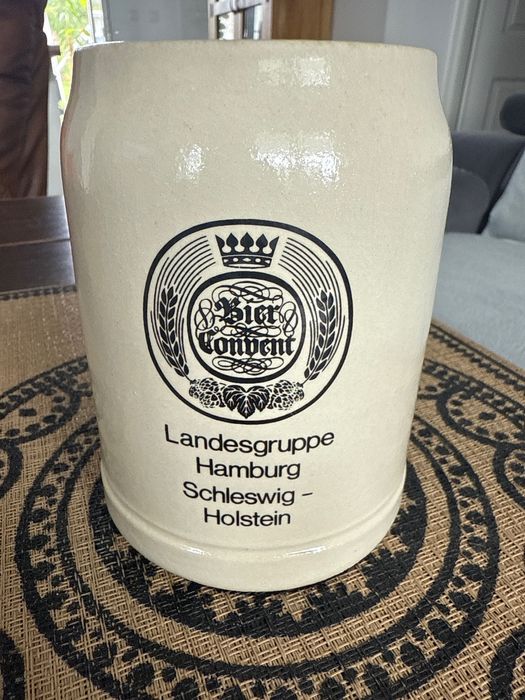 Bier
Convent
Landesgruppe
Hamburg
Schleswig -
Holstein